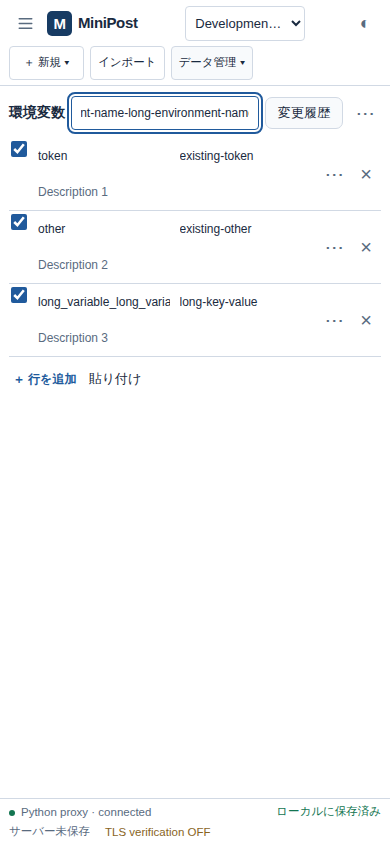 M MiniPost Developmen…
＋ 新規 ▾ インポート データ管理 ▾
環境変数 nt-name-long-environment-nam 変更履歴 ···
token existing-token
··· ×
Description 1
other existing-other
··· ×
Description 2
long_variable_long_varia long-key-value
··· ×
Description 3
+ 行を追加 貼り付け
Python proxy · connected ローカルに保存済み
サーバー未保存 TLS verification OFF